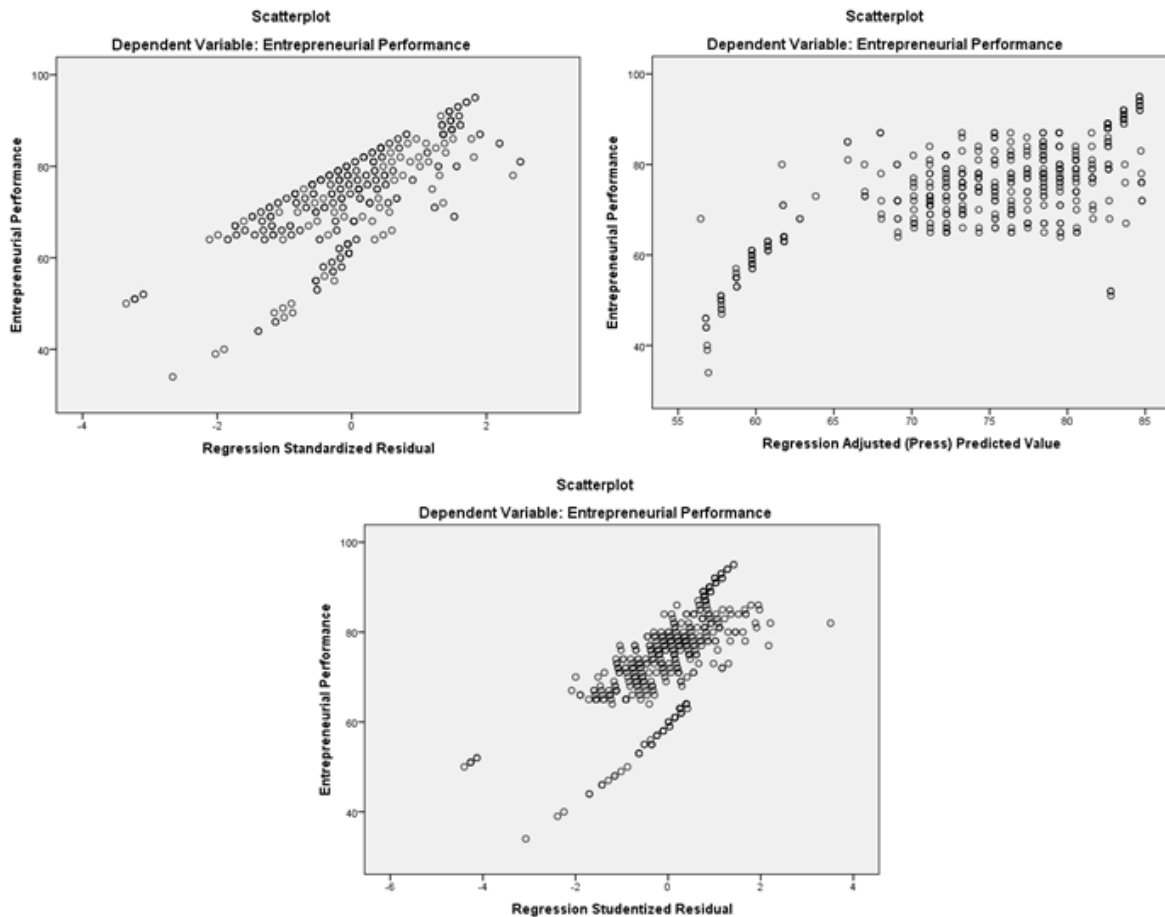 Scatterplot
Dependent Variable: Entrepreneurial Performance
Entrepreneurial Performance
100
80
60
40
-4
-2
0
2
Regression Standardized Residual
Scatterplot
Dependent Variable: Entrepreneurial Performance
Entrepreneurial Performance
100
80
60
40
55
60
65
70
75
80
85
Regression Adjusted (Press) Predicted Value
Scatterplot
Dependent Variable: Entrepreneurial Performance
Entrepreneurial Performance
100
80
60
40
-6
-4
-2
0
2
4
Regression Studentized Residual